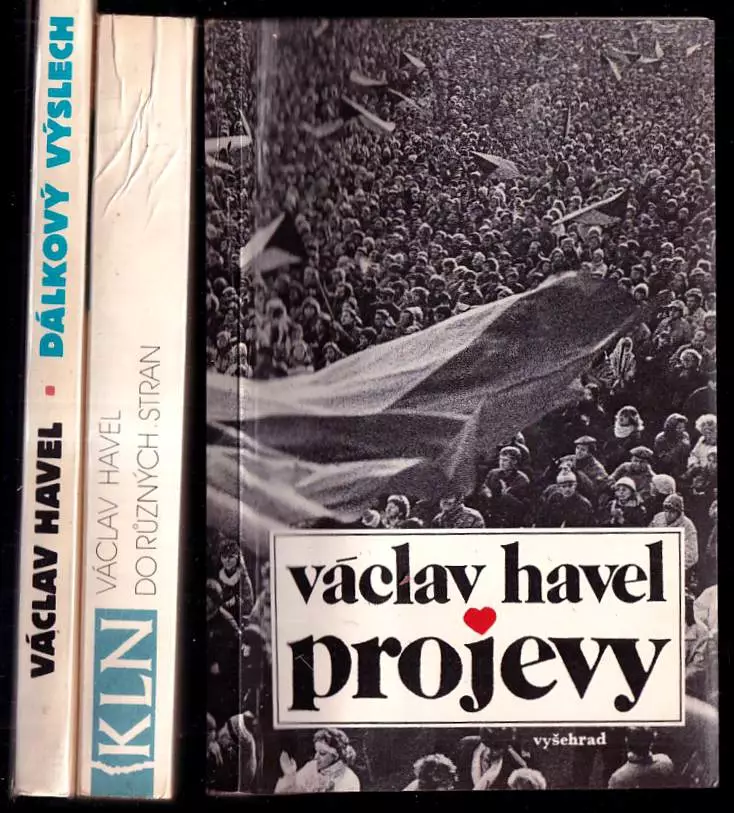 VÁCLAV HAVEL ▪ DÁLKOVÝ VÝSLECH
VÁCLAV HAVEL
DO RŮZNÝCH STRAN
KLN
václav havel
projevy
vyšehrad